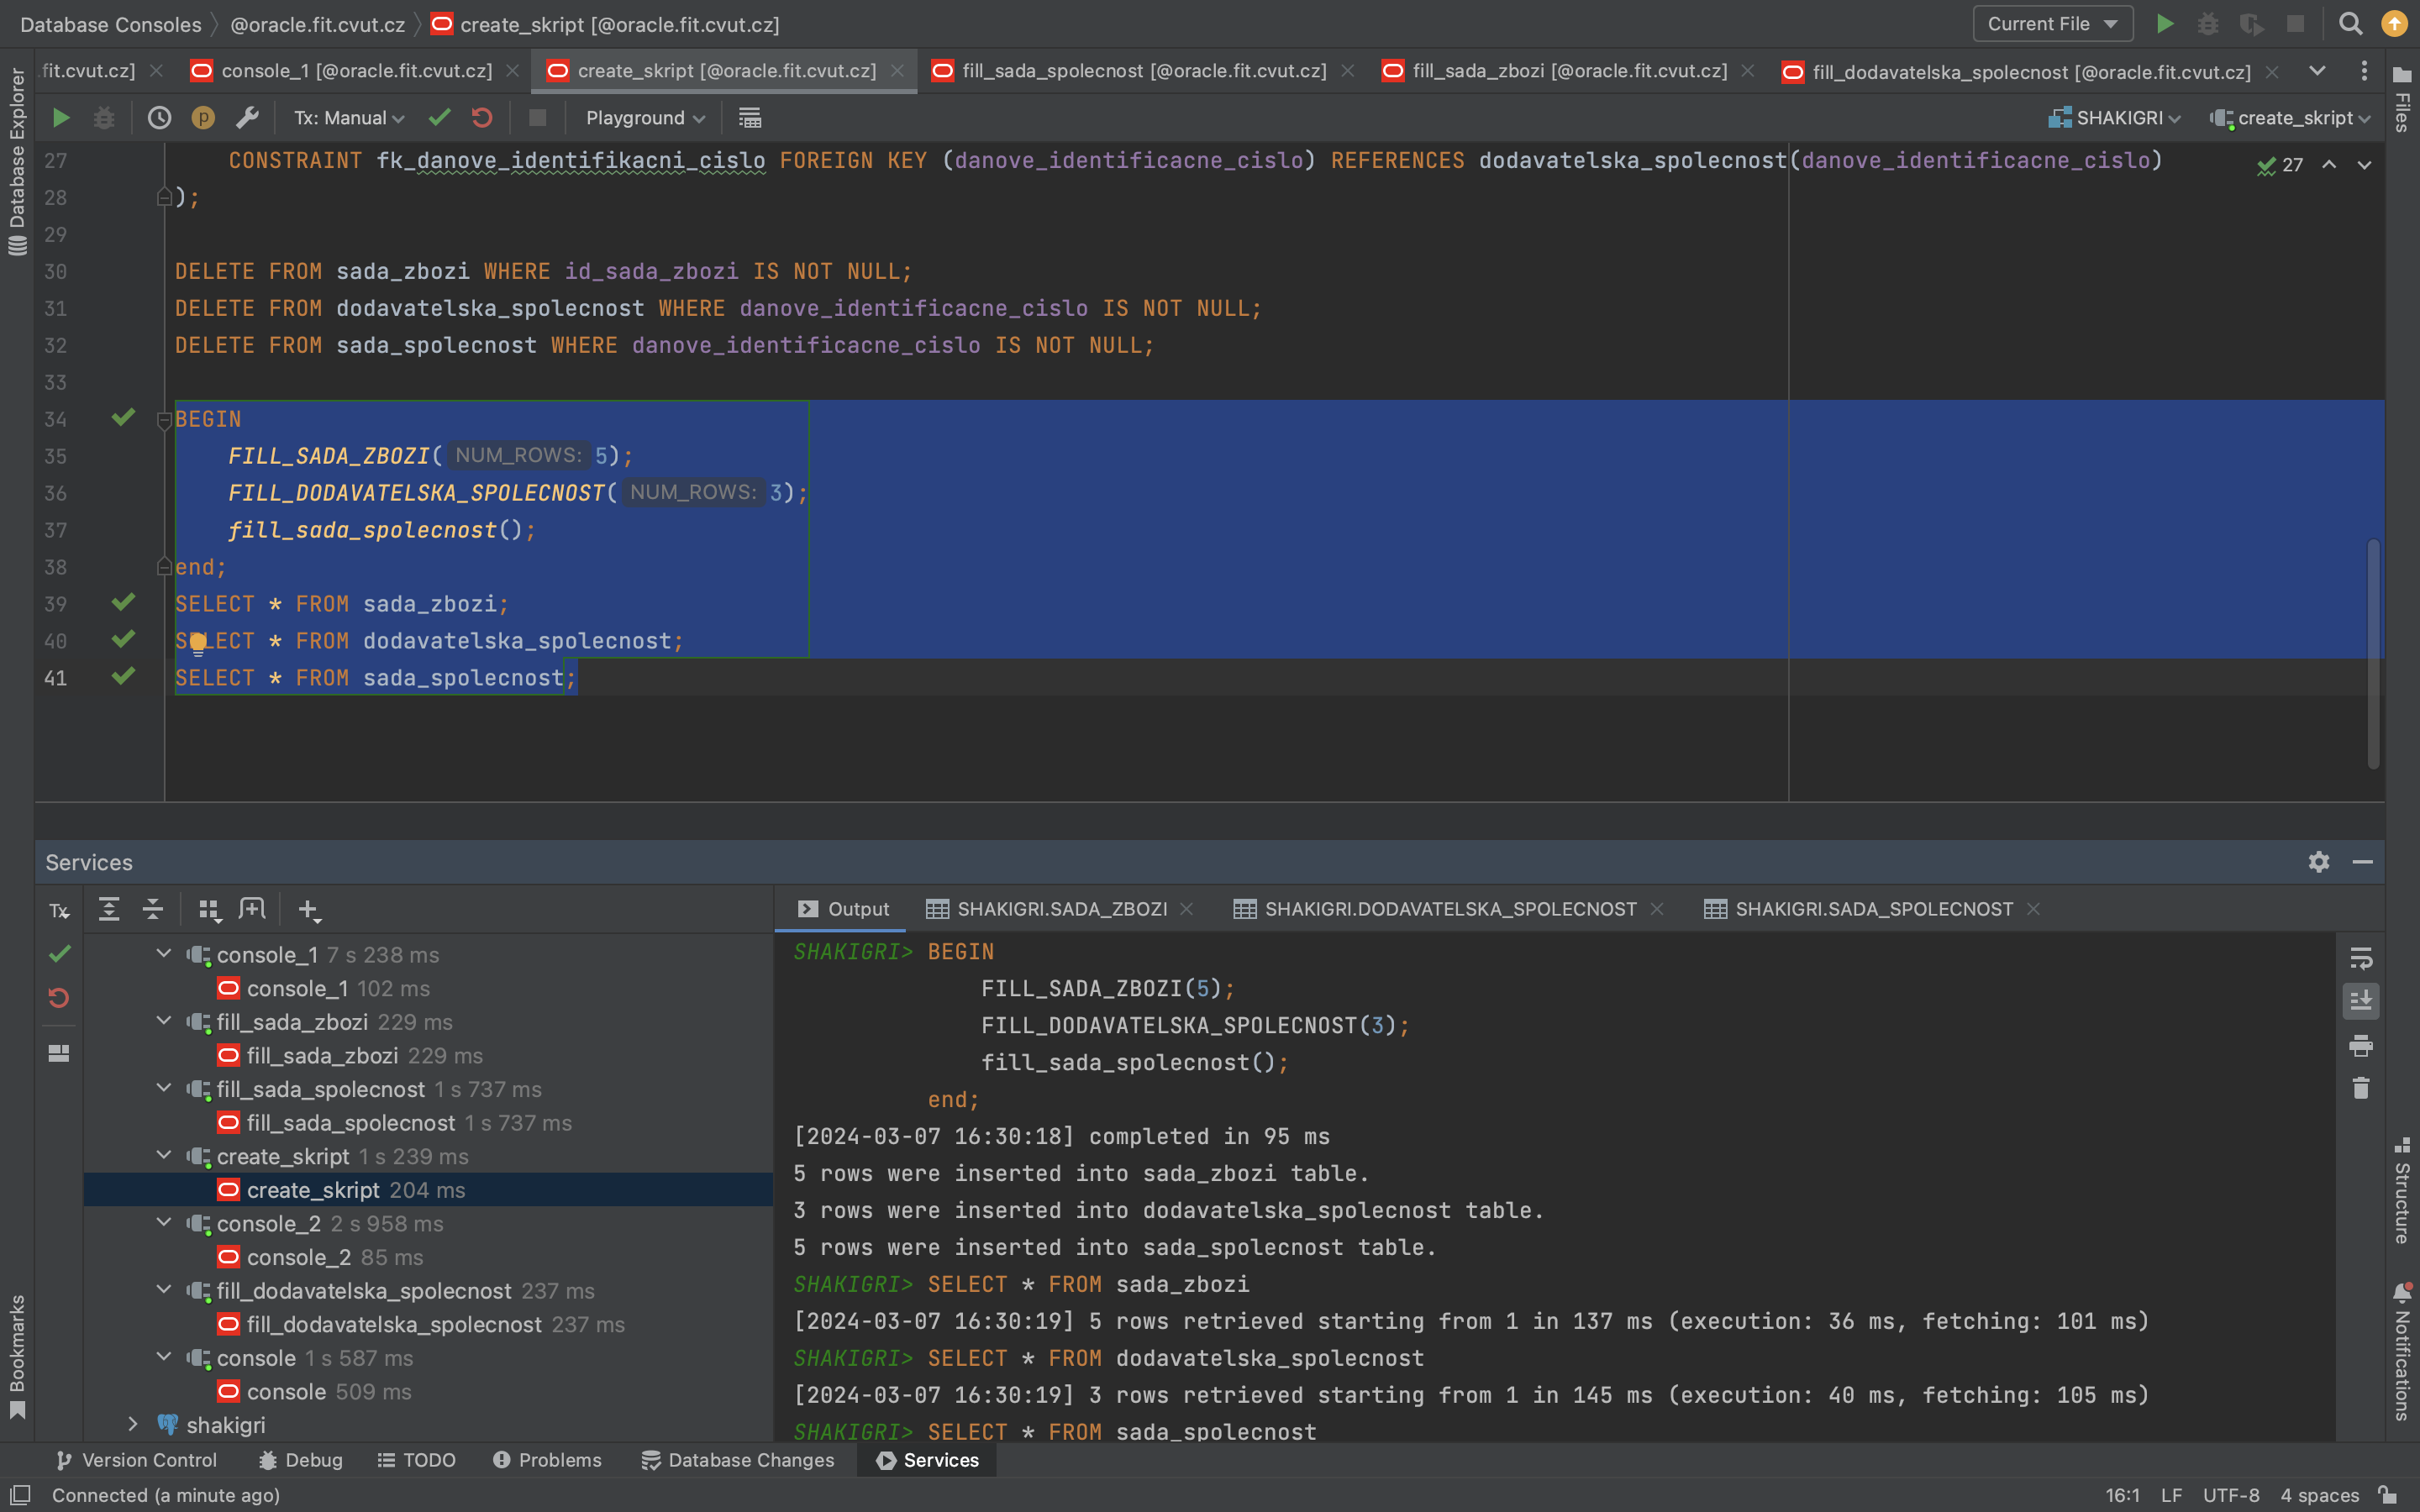 Database Consoles @oracle.fit.cvut.cz create_skript [@oracle.fit.cvut.cz] Current File
.fit.cvut.cz] console_1 [@oracle.fit.cvut.cz] create_skript [@oracle.fit.cvut.cz] fill_sada_spolecnost [@oracle.fit.cvut.cz] fill_sada_zbozi [@oracle.fit.cvut.cz] fill_dodavatelska_spolecnost [@oracle.fit.cvut.cz]
Tx: Manual Playground SHAKIGRI create_skript
Database Explorer
Files
27 CONSTRAINT fk_danove_identifikacni_cislo FOREIGN KEY (danove_identificacne_cislo) REFERENCES dodavatelska_spolecnost(danove_identificacne_cislo) 27
28 );
29
30 DELETE FROM sada_zbozi WHERE id_sada_zbozi IS NOT NULL;
31 DELETE FROM dodavatelska_spolecnost WHERE danove_identificacne_cislo IS NOT NULL;
32 DELETE FROM sada_spolecnost WHERE danove_identificacne_cislo IS NOT NULL;
33
34 BEGIN
35 FILL_SADA_ZBOZI( NUM_ROWS: 5);
36 FILL_DODAVATELSKA_SPOLECNOST( NUM_ROWS: 3);
37 fill_sada_spolecnost();
38 end;
39 SELECT * FROM sada_zbozi;
40 SELECT * FROM dodavatelska_spolecnost;
41 SELECT * FROM sada_spolecnost;
Services
Tx
console_1 7 s 238 ms
console_1 102 ms
fill_sada_zbozi 229 ms
fill_sada_zbozi 229 ms
fill_sada_spolecnost 1 s 737 ms
fill_sada_spolecnost 1 s 737 ms
create_skript 1 s 239 ms
create_skript 204 ms
console_2 2 s 958 ms
console_2 85 ms
fill_dodavatelska_spolecnost 237 ms
fill_dodavatelska_spolecnost 237 ms
console 1 s 587 ms
console 509 ms
shakigri
Output SHAKIGRI.SADA_ZBOZI SHAKIGRI.DODAVATELSKA_SPOLECNOST SHAKIGRI.SADA_SPOLECNOST
SHAKIGRI> BEGIN
FILL_SADA_ZBOZI(5);
FILL_DODAVATELSKA_SPOLECNOST(3);
fill_sada_spolecnost();
end;
[2024-03-07 16:30:18] completed in 95 ms
5 rows were inserted into sada_zbozi table.
3 rows were inserted into dodavatelska_spolecnost table.
5 rows were inserted into sada_spolecnost table.
SHAKIGRI> SELECT * FROM sada_zbozi
[2024-03-07 16:30:19] 5 rows retrieved starting from 1 in 137 ms (execution: 36 ms, fetching: 101 ms)
SHAKIGRI> SELECT * FROM dodavatelska_spolecnost
[2024-03-07 16:30:19] 3 rows retrieved starting from 1 in 145 ms (execution: 40 ms, fetching: 105 ms)
SHAKIGRI> SELECT * FROM sada_spolecnost
Structure
Notifications
Bookmarks
Version Control Debug TODO Problems Database Changes Services
Connected (a minute ago) 16:1 LF UTF-8 4 spaces